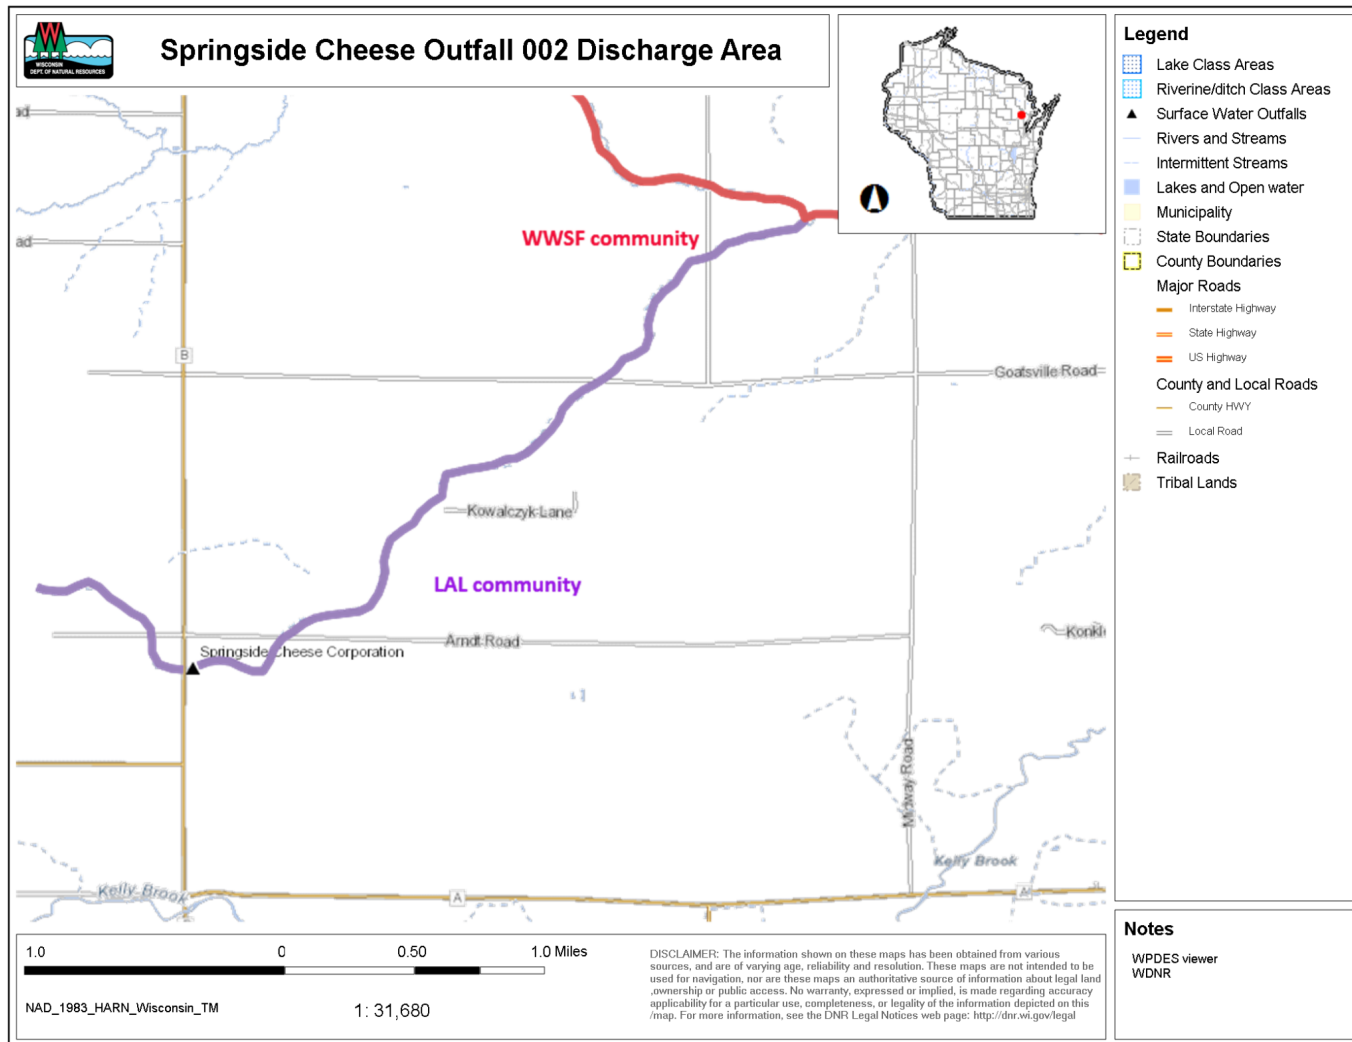 WISCONSIN
DEPT. OF NATURAL RESOURCES
Springside Cheese Outfall 002 Discharge Area
ad
ad
WWSF community
B
Goatsville Road
Kowalczyk Lane
LAL community
Arndt Road
Springside Cheese Corporation
Konkl
Midway Road
Kelly Brook
Kelly Brook
A
A
Legend
Lake Class Areas
Riverine/ditch Class Areas
Surface Water Outfalls
Rivers and Streams
Intermittent Streams
Lakes and Open water
Municipality
State Boundaries
County Boundaries
Major Roads
Interstate Highway
State Highway
US Highway
County and Local Roads
County HWY
Local Road
Railroads
Tribal Lands
Notes
WPDES viewer
WDNR
1.0 0 0.50 1.0 Miles
NAD_1983_HARN_Wisconsin_TM
1: 31,680
DISCLAIMER: The information shown on these maps has been obtained from various
sources, and are of varying age, reliability and resolution. These maps are not intended to be
used for navigation, nor are these maps an authoritative source of information about legal land
,ownership or public access. No warranty, expressed or implied, is made regarding accuracy
applicability for a particular use, completeness, or legality of the information depicted on this
/map. For more information, see the DNR Legal Notices web page: http://dnr.wi.gov/legal